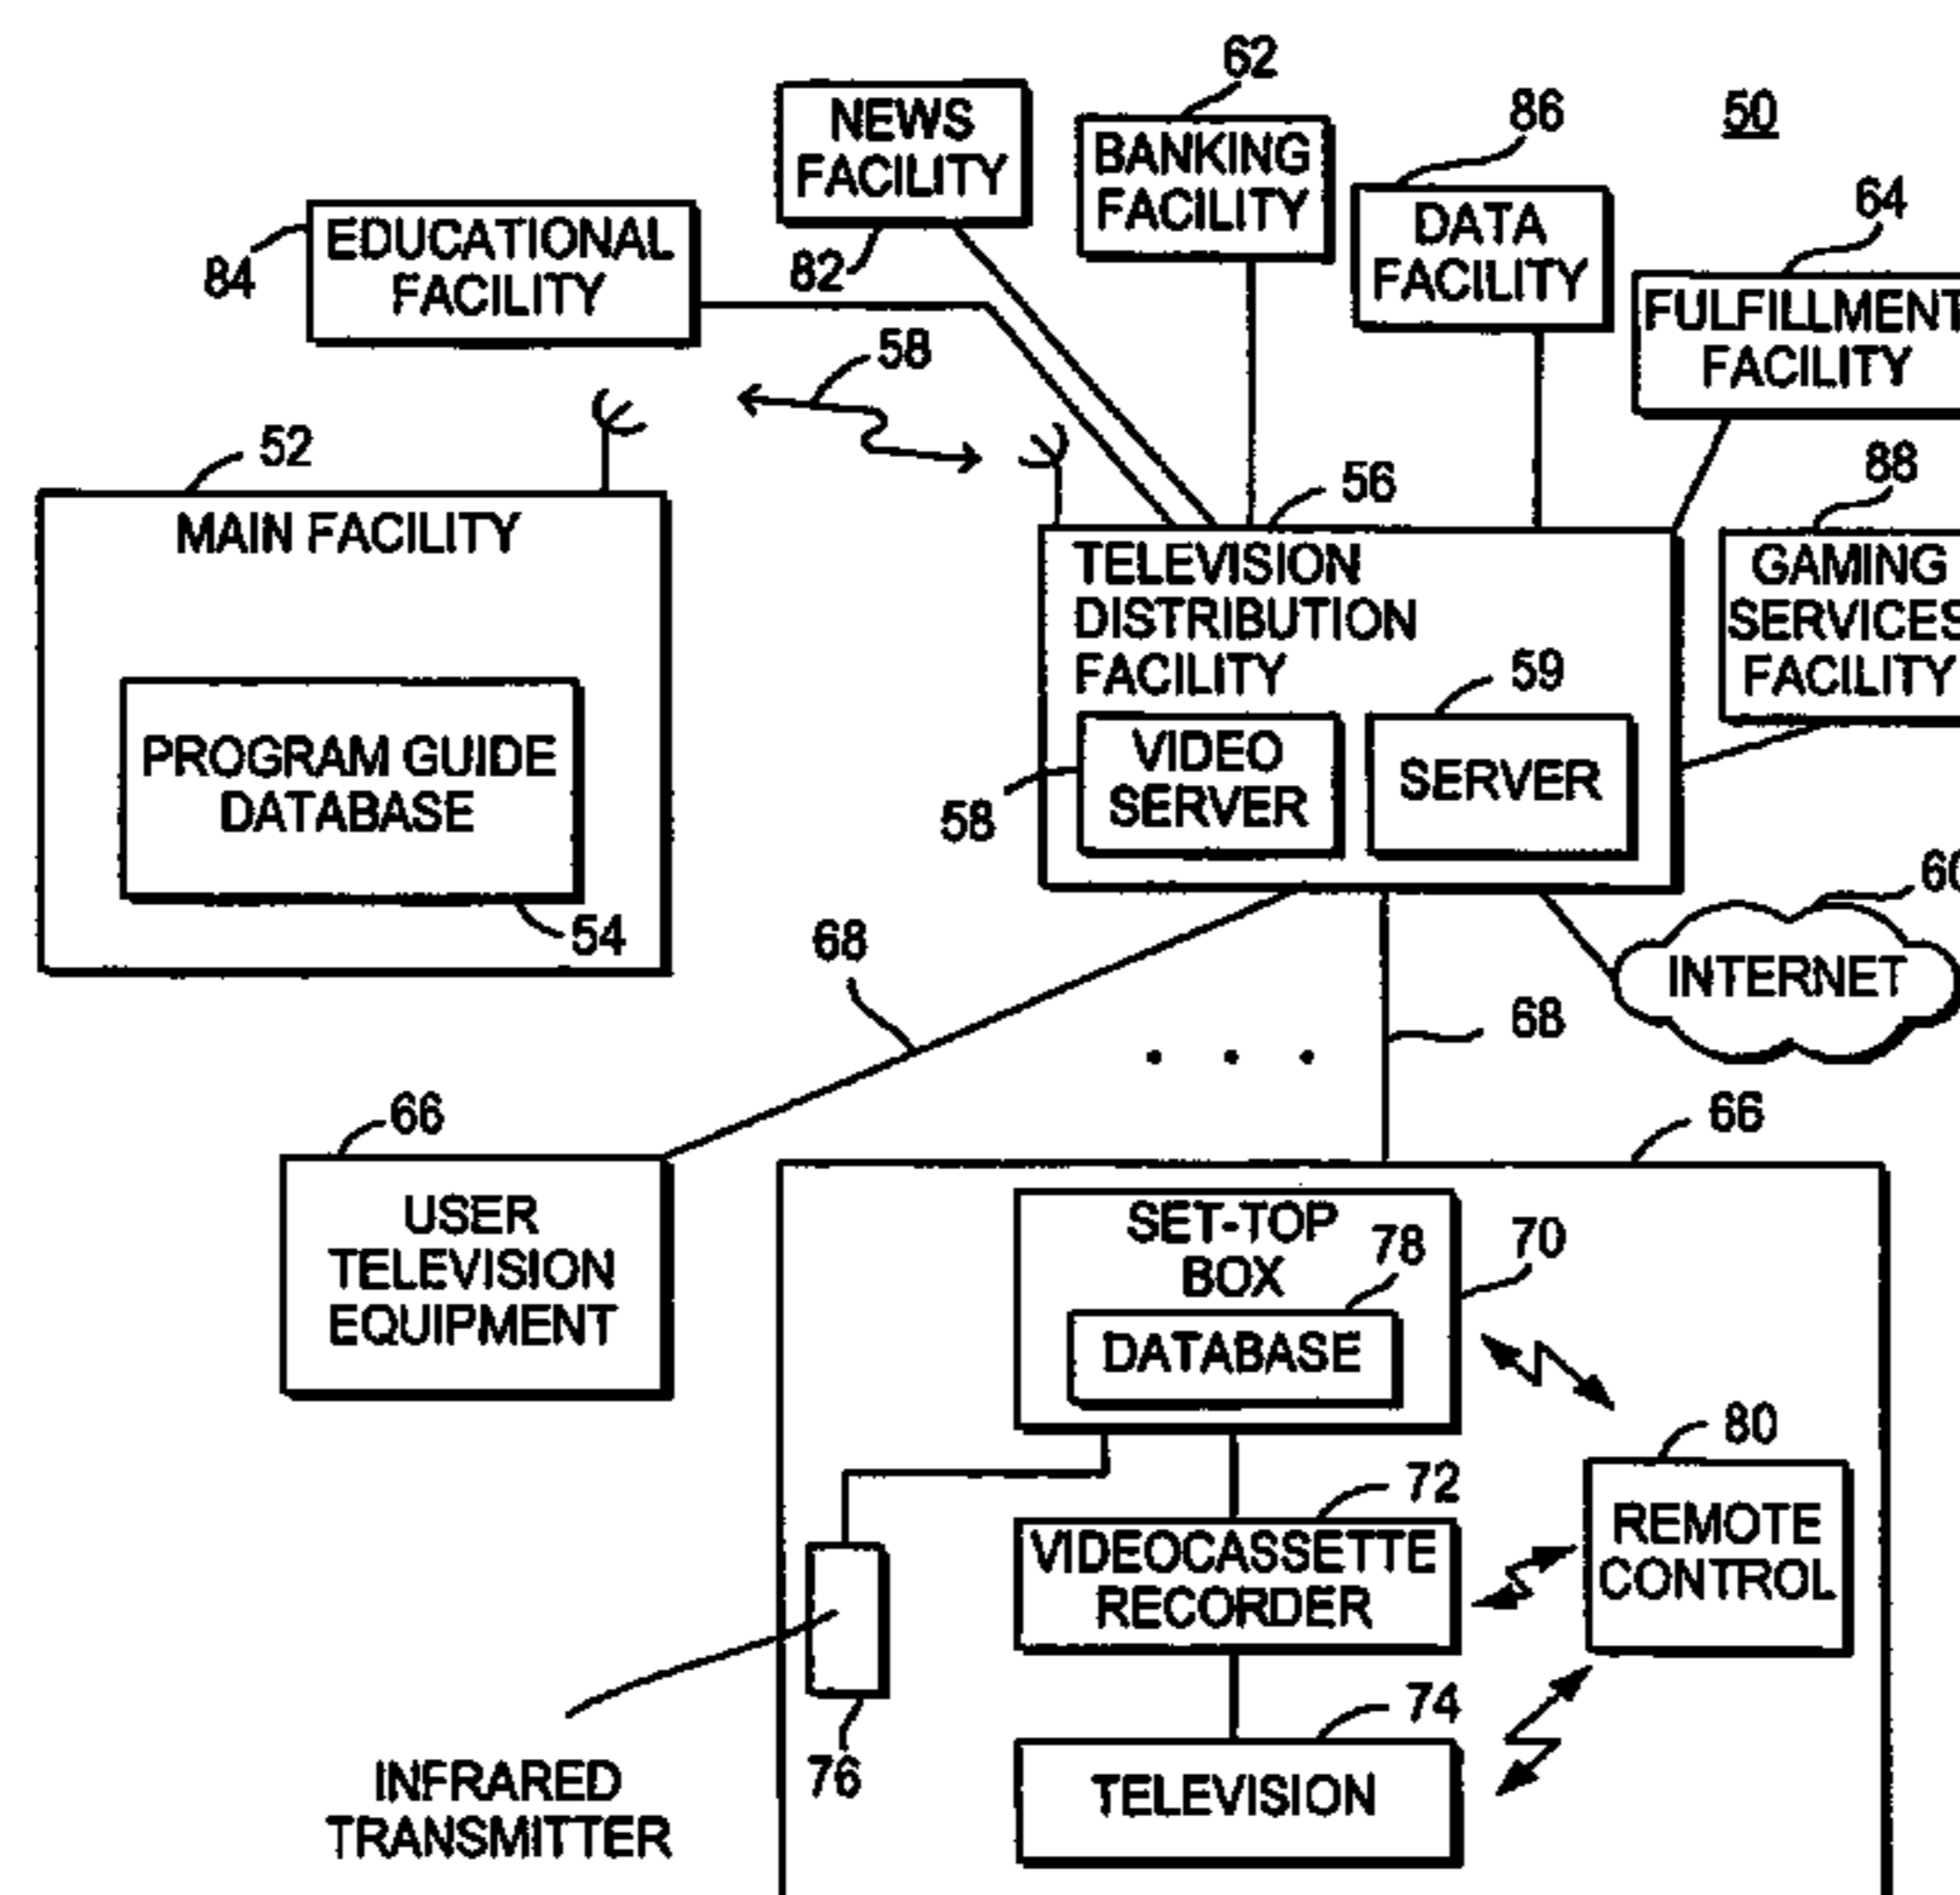 62
NEWS
FACILITY
86
50
BANKING
FACILITY
64
EDUCATIONAL
FACILITY
DATA
FACILITY
84
82
FULFILLMENT
FACILITY
58
52
56
88
MAIN FACILITY
TELEVISION
DISTRIBUTION
FACILITY
GAMING
SERVICES
FACILITY
59
PROGRAM GUIDE
DATABASE
VIDEO
SERVER
SERVER
58
60
54
68
INTERNET
68
66
66
USER
TELEVISION
EQUIPMENT
SET-TOP
BOX
78
70
DATABASE
80
72
VIDEOCASSETTE
RECORDER
REMOTE
CONTROL
74
76
INFRARED
TRANSMITTER
TELEVISION